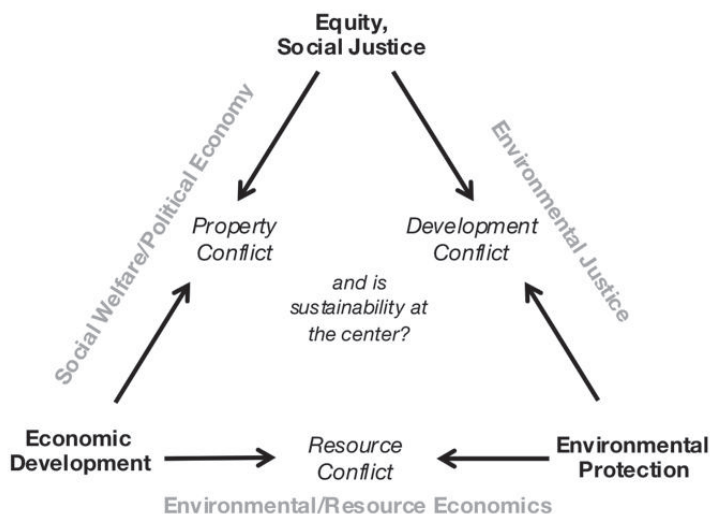 Equity,
Social Justice
Social Welfare/Political Economy
Environmental Justice
Property
Conflict
Development
Conflict
and is
sustainability at
the center?
Economic
Development
Resource
Conflict
Environmental
Protection
Environmental/Resource Economics